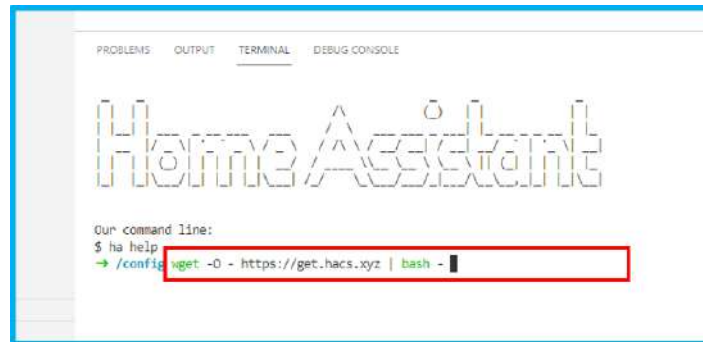 PROBLEMS OUTPUT TERMINAL DEBUG CONSOLE
Home Assistant
Our command line:
$ ha help
→ /config wget -O - https://get.hacs.xyz | bash -